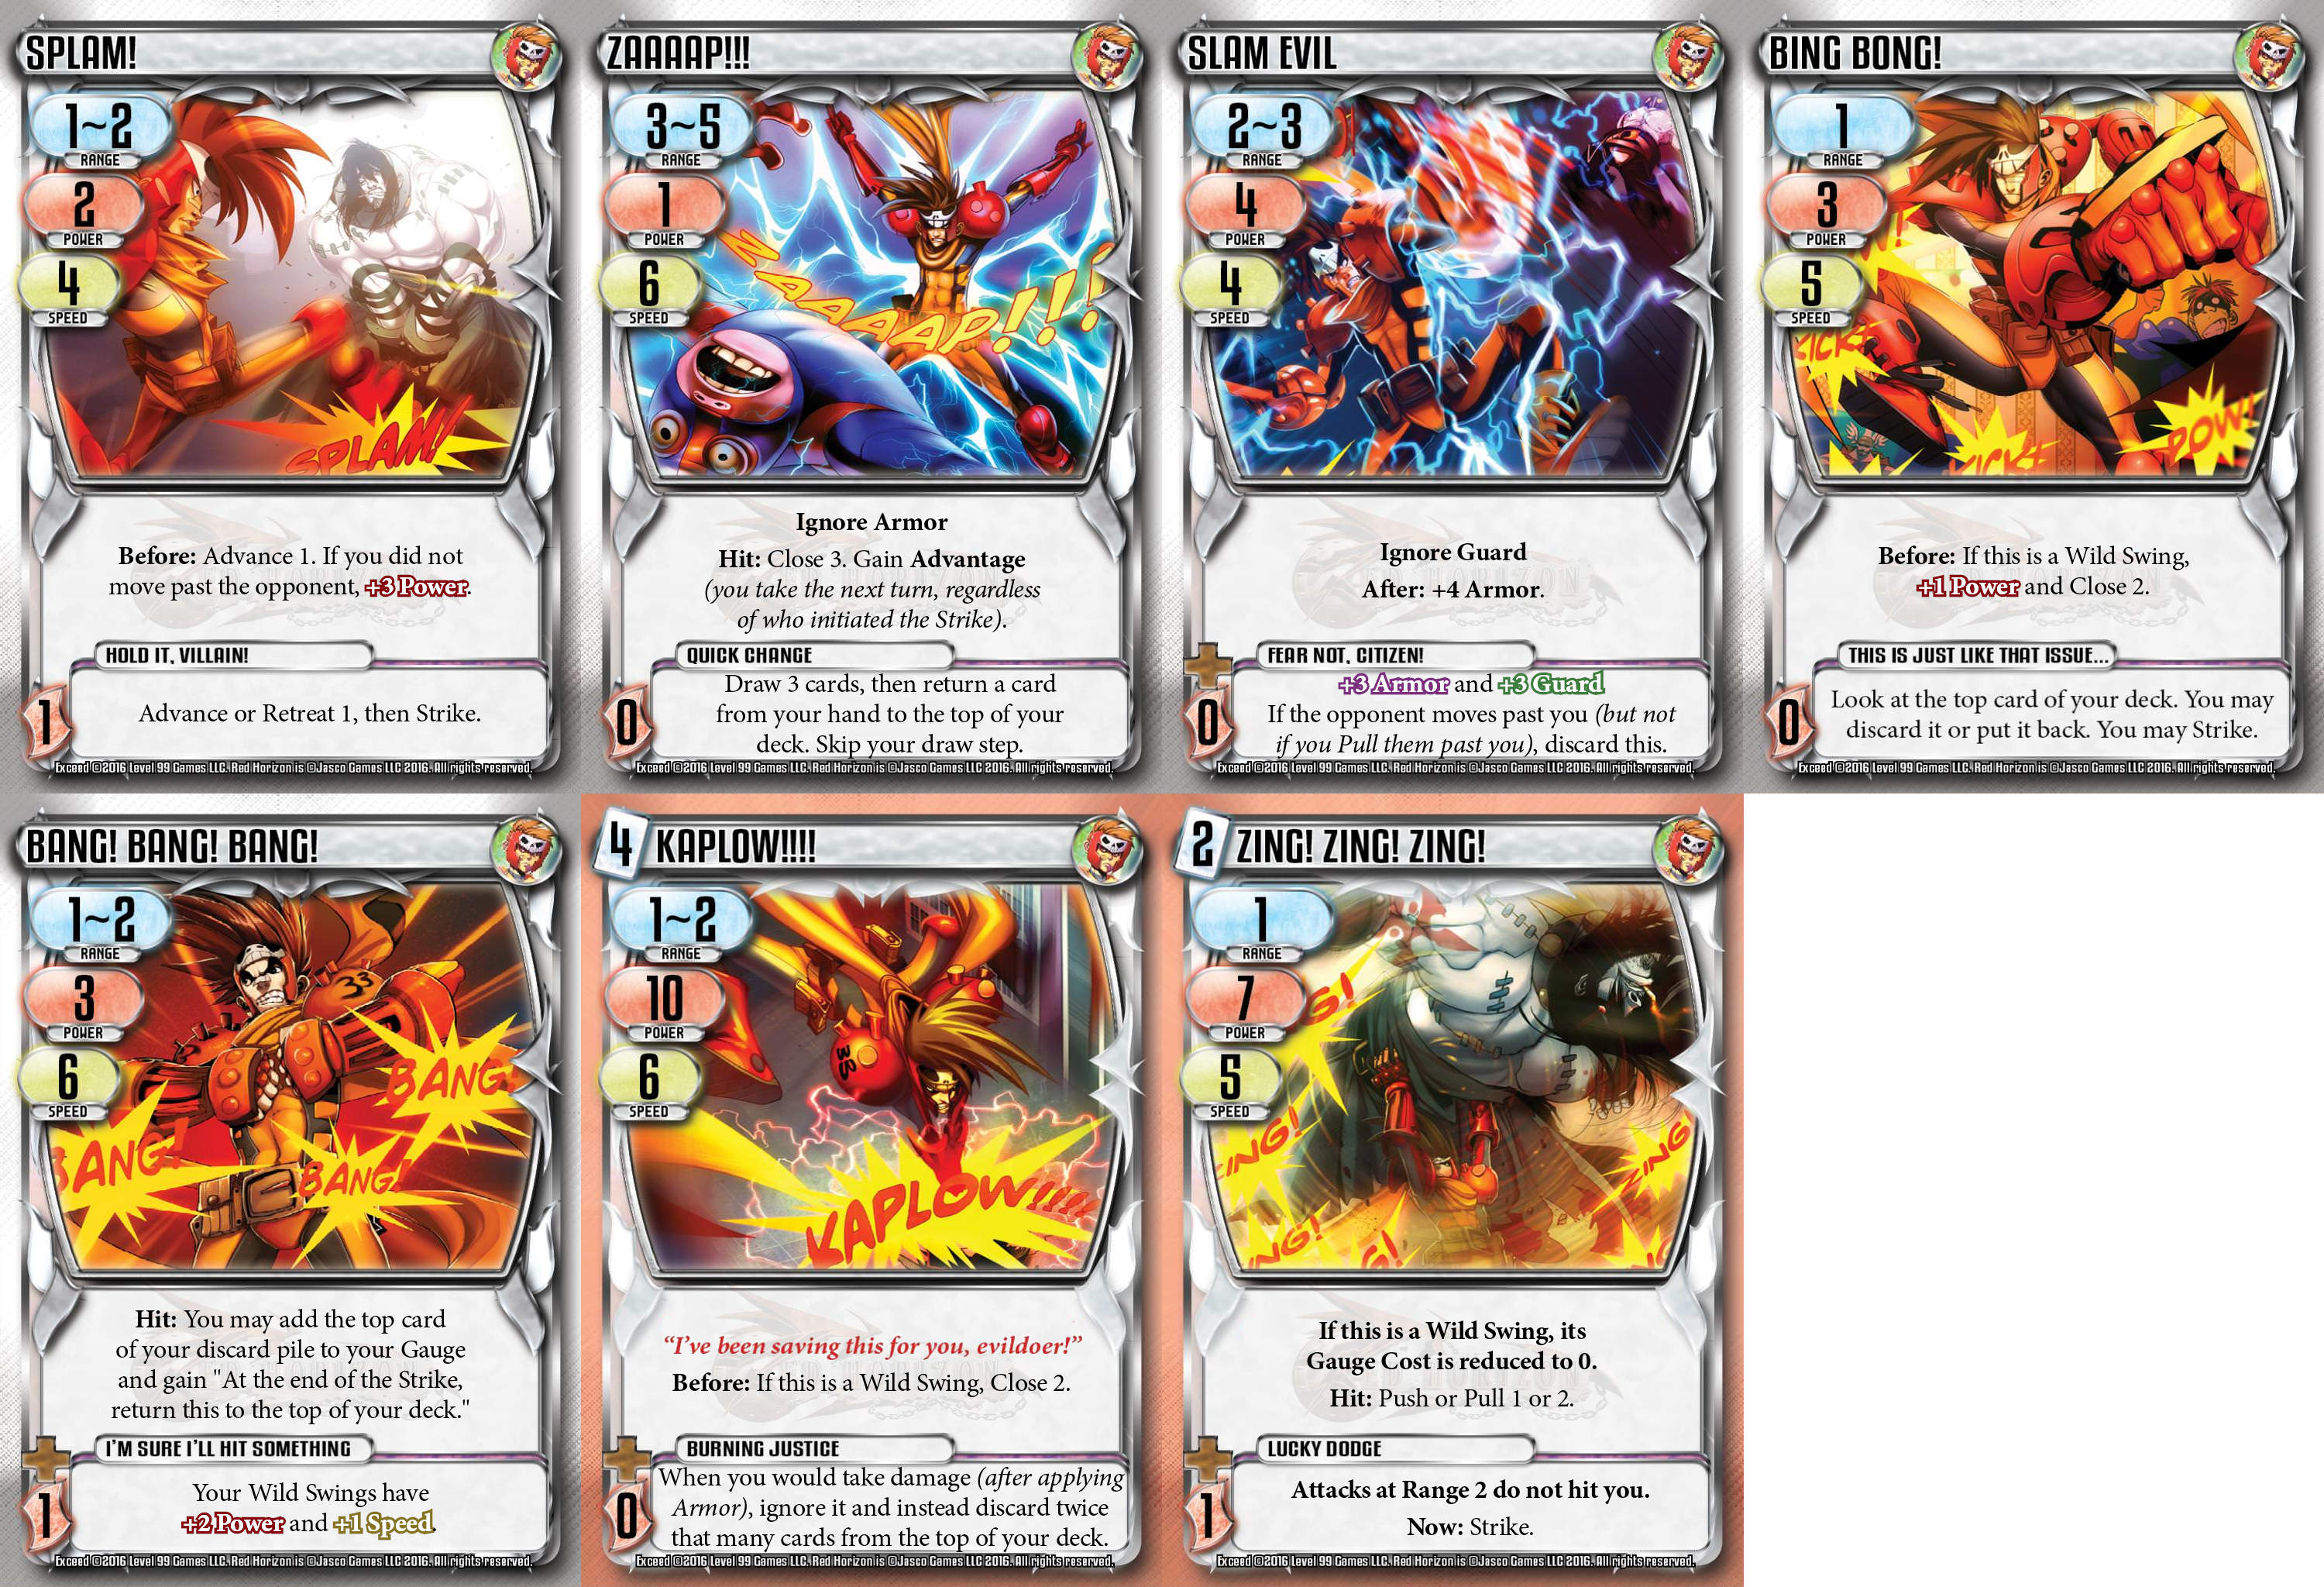 SPLAM!
1~2
RANGE
2
POWER
4
SPEED
SPLAM!
Before: Advance 1. If you did not
move past the opponent, +3 Power.
HOLD IT, VILLAIN!
1
Advance or Retreat 1, then Strike.
Exceed ©2016 Level 99 Games LLC. Red Horizon is ©Jasco Games LLC 2016. All rights reserved.
ZAAAAP!!!
3~5
RANGE
1
POWER
6
SPEED
ZAAAAP!!!
Ignore Armor
Hit: Close 3. Gain Advantage
(you take the next turn, regardless
of who initiated the Strike).
QUICK CHANGE
0
Draw 3 cards, then return a card
from your hand to the top of your
deck. Skip your draw step.
Exceed ©2016 Level 99 Games LLC. Red Horizon is ©Jasco Games LLC 2016. All rights reserved.
SLAM EVIL
2~3
RANGE
4
POWER
4
SPEED
Ignore Guard
After: +4 Armor.
FEAR NOT, CITIZEN!
0
+3 Armor and +3 Guard
If the opponent moves past you (but not
if you Pull them past you), discard this.
Exceed ©2016 Level 99 Games LLC. Red Horizon is ©Jasco Games LLC 2016. All rights reserved.
BING BONG!
1
RANGE
3
POWER
5
SPEED
KICK!
KICK!
POW!
Before: If this is a Wild Swing,
+1 Power and Close 2.
THIS IS JUST LIKE THAT ISSUE...
0
Look at the top card of your deck. You may
discard it or put it back. You may Strike.
Exceed ©2016 Level 99 Games LLC. Red Horizon is ©Jasco Games LLC 2016. All rights reserved.
BANG! BANG! BANG!
1~2
RANGE
3
POWER
6
SPEED
33
BANG!
BANG!
BANG!
Hit: You may add the top card
of your discard pile to your Gauge
and gain "At the end of the Strike,
return this to the top of your deck."
I'M SURE I'LL HIT SOMETHING
1
Your Wild Swings have
+2 Power and +1 Speed.
Exceed ©2016 Level 99 Games LLC. Red Horizon is ©Jasco Games LLC 2016. All rights reserved.
4
KAPLOW!!!!
1~2
RANGE
10
POWER
6
SPEED
33
KAPLOW!!!!
“I’ve been saving this for you, evildoer!”
Before: If this is a Wild Swing, Close 2.
BURNING JUSTICE
0
When you would take damage (after applying
Armor), ignore it and instead discard twice
that many cards from the top of your deck.
Exceed ©2016 Level 99 Games LLC. Red Horizon is ©Jasco Games LLC 2016. All rights reserved.
2
ZING! ZING! ZING!
1
RANGE
7
POWER
5
SPEED
G!
ING!
ZING
NG!
G!
If this is a Wild Swing, its
Gauge Cost is reduced to 0.
Hit: Push or Pull 1 or 2.
LUCKY DODGE
1
Attacks at Range 2 do not hit you.
Now: Strike.
Exceed ©2016 Level 99 Games LLC. Red Horizon is ©Jasco Games LLC 2016. All rights reserved.